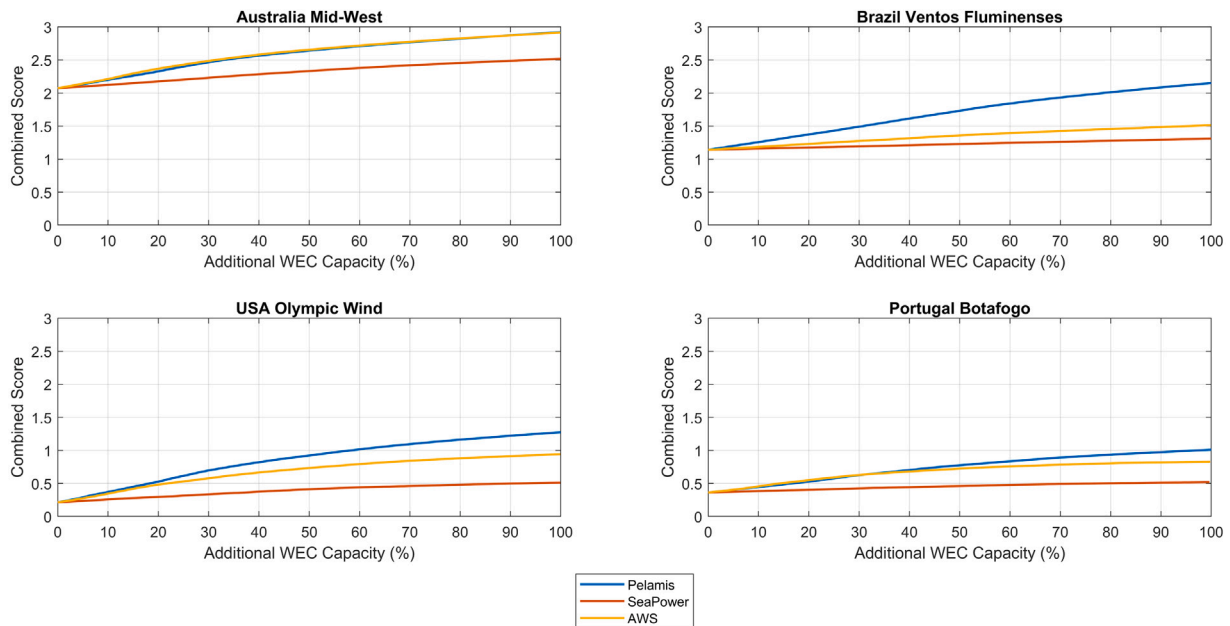 Australia Mid-West
Combined Score
3
2.5
2
1.5
1
0.5
0
0 10 20 30 40 50 60 70 80 90 100
Additional WEC Capacity (%)
Brazil Ventos Fluminenses
Combined Score
3
2.5
2
1.5
1
0.5
0
0 10 20 30 40 50 60 70 80 90 100
Additional WEC Capacity (%)
USA Olympic Wind
Combined Score
3
2.5
2
1.5
1
0.5
0
0 10 20 30 40 50 60 70 80 90 100
Additional WEC Capacity (%)
Portugal Botafogo
Combined Score
3
2.5
2
1.5
1
0.5
0
0 10 20 30 40 50 60 70 80 90 100
Additional WEC Capacity (%)
Pelamis
SeaPower
AWS